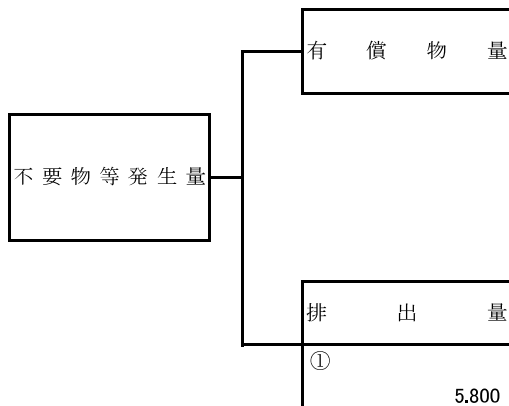 有償物量
不要物等発生量
排出量
①
5.800